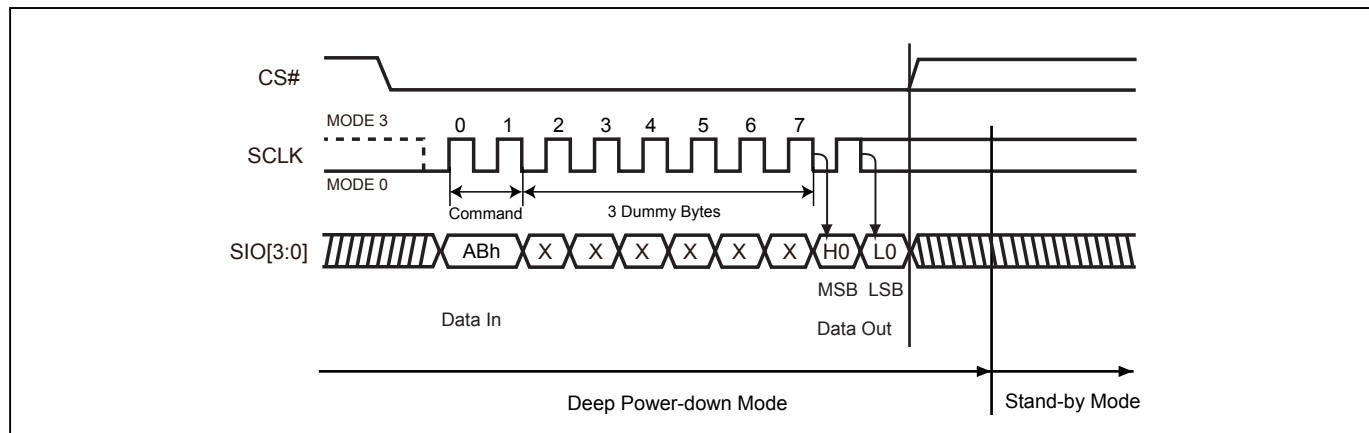 CS#
MODE 3
0 1 2 3 4 5 6 7
SCLK
MODE 0
Command
3 Dummy Bytes
SIO[3:0]
ABh X X X X X X H0 L0
MSB LSB
Data In
Data Out
Deep Power-down Mode
Stand-by Mode